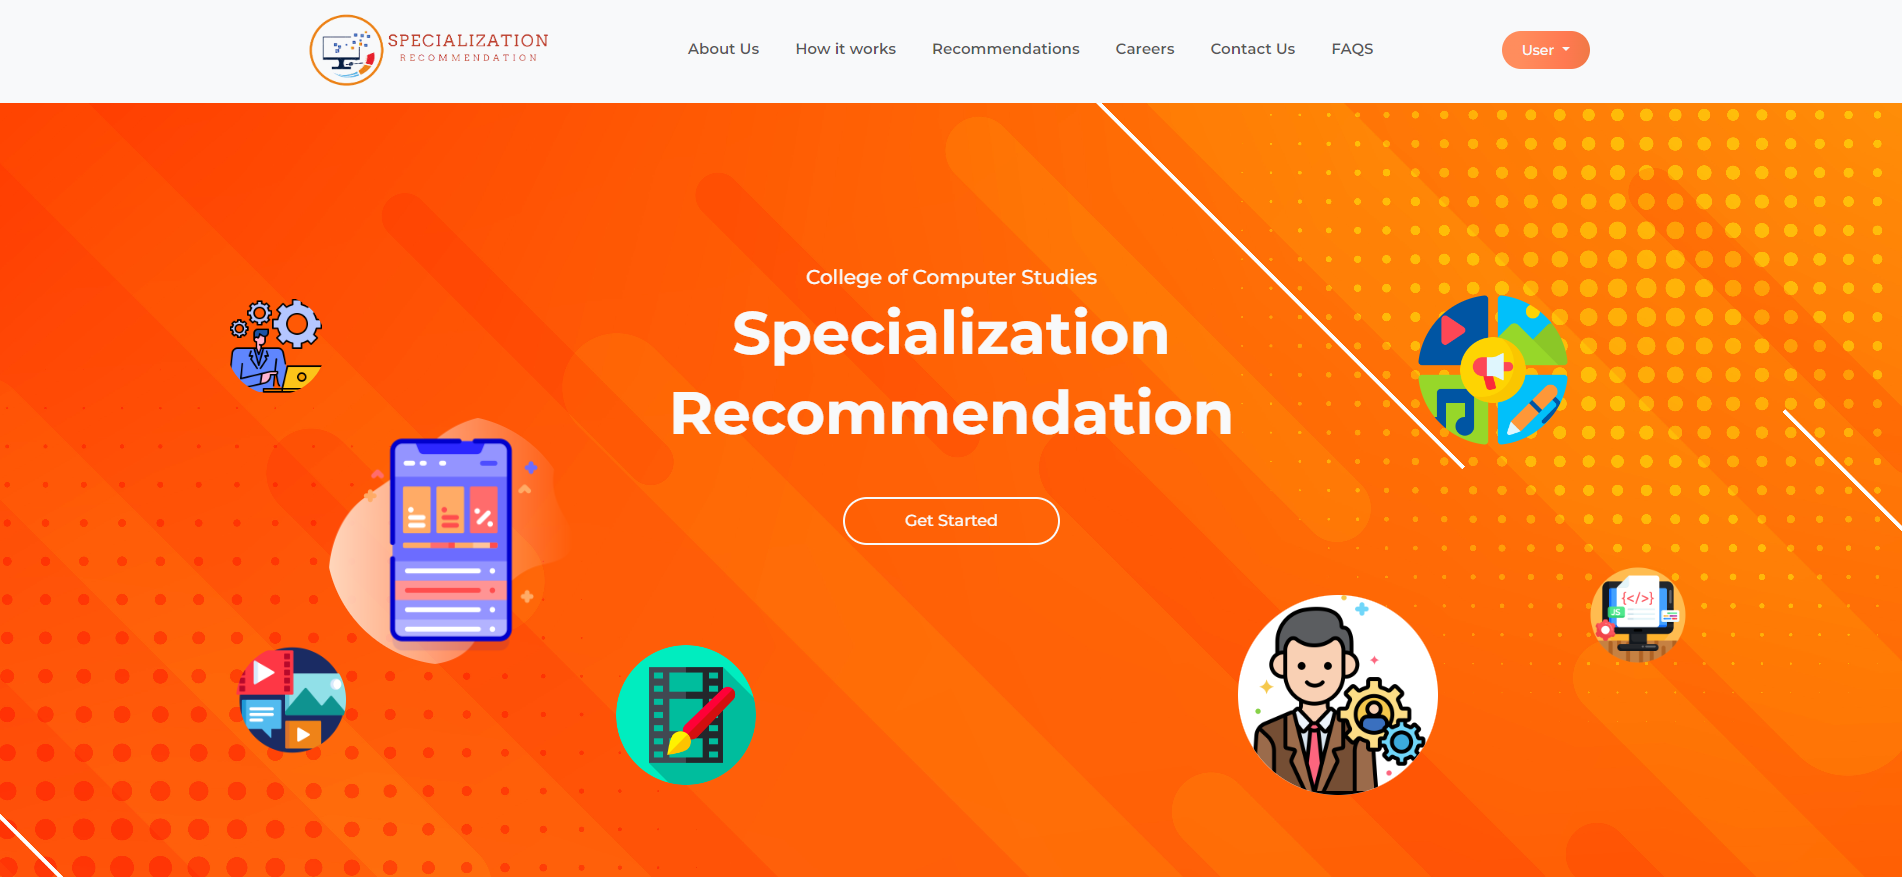 SPECIALIZATION
RECOMMENDATION
About Us How it works Recommendations Careers Contact Us FAQS User
College of Computer Studies
Specialization
Recommendation
Get Started
{</>}
JS